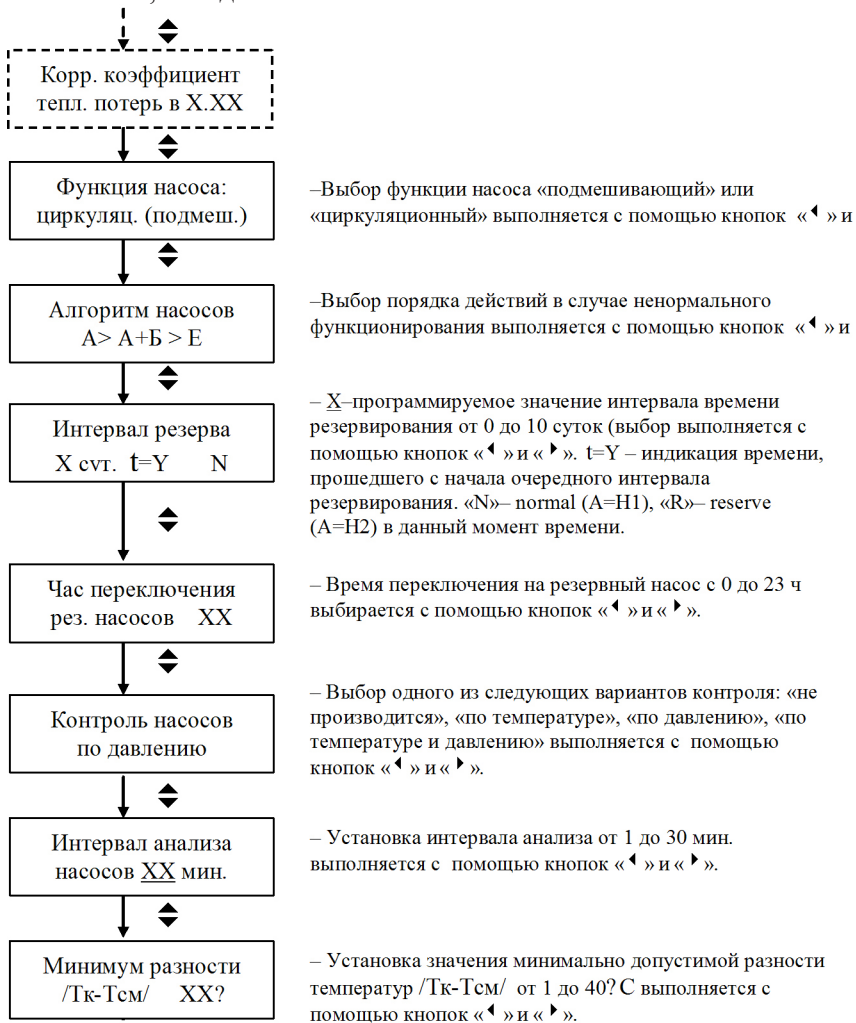 Корр. коэффициент
тепл. потерь в X.XX
Функция насоса:
циркуляц. (подмеш.)
–Выбор функции насоса «подмешивающий» или
«циркуляционный» выполняется с помощью кнопок «◀ » и
Алгоритм насосов
А> А+Б > Е
–Выбор порядка действий в случае ненормального
функционирования выполняется с помощью кнопок «◀ » и
Интервал резерва
X сут. t=Y N
– X–программируемое значение интервала времени
резервирования от 0 до 10 суток (выбор выполняется с
помощью кнопок «◀ » и « ▶ ». t=Y – индикация времени,
прошедшего с начала очередного интервала
резервирования. «N»– normal (A=H1), «R»– reserve
(A=H2) в данный момент времени.
Час переключения
рез. насосов XX
– Время переключения на резервный насос с 0 до 23 ч
выбирается с помощью кнопок «◀ » и « ▶ ».
Контроль насосов
по давлению
– Выбор одного из следующих вариантов контроля: «не
производится», «по температуре», «по давлению», «по
температуре и давлению» выполняется с помощью
кнопок «◀ » и « ▶ ».
Интервал анализа
насосов XX мин.
– Установка интервала анализа от 1 до 30 мин.
выполняется с помощью кнопок «◀ » и « ▶ ».
Минимум разности
/Тк-Тсм/ XX?
– Установка значения минимально допустимой разности
температур /Тк-Тсм/ от 1 до 40? С выполняется с
помощью кнопок «◀ » и « ▶ ».